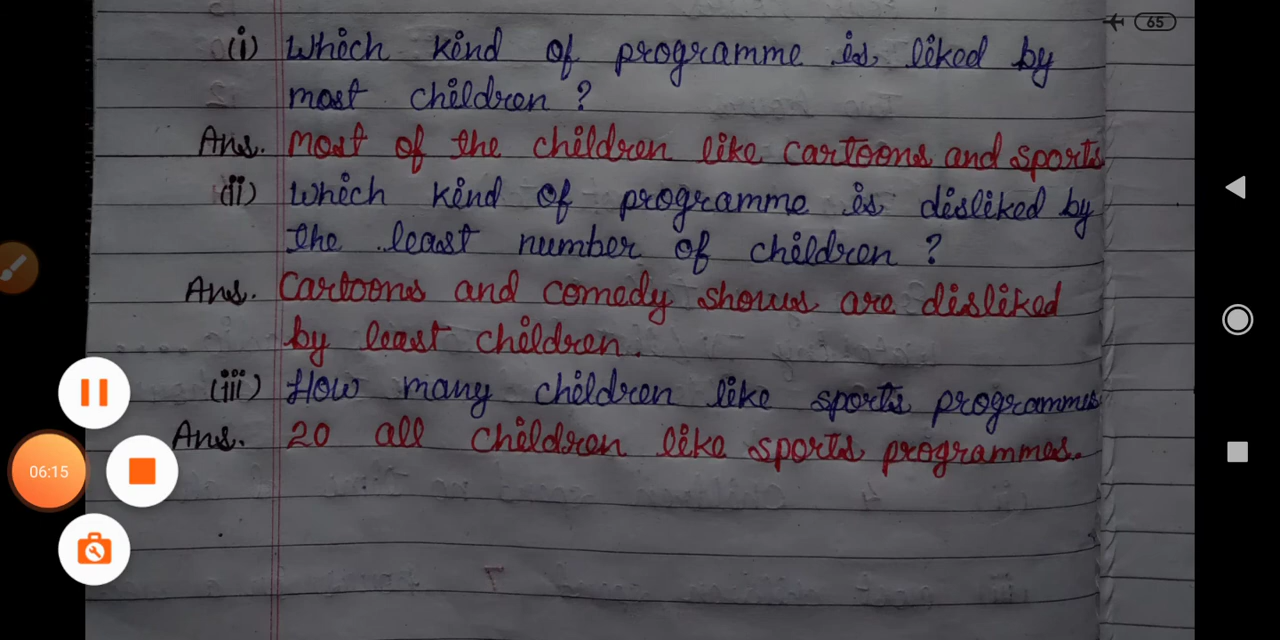 65
(i) Which kind of programme is liked by
most children ?
Ans. most of the children like cartoons and sports
(ii) Which kind of programme is disliked by
the least number of children ?
Ans. Cartoons and comedy shows are disliked
by least children.
(iii) How many children like sports programmes
Ans. 20 all children like sports programmes.
06:15